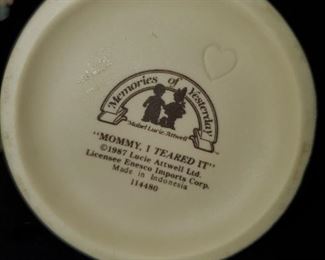 Memories of Yesterday
Mabel Lucie Attwell
"MOMMY, I TEARED IT"
©1987 Lucie Attwell Ltd.
Licensee Enesco Imports Corp.
Made in Indonesia
114480